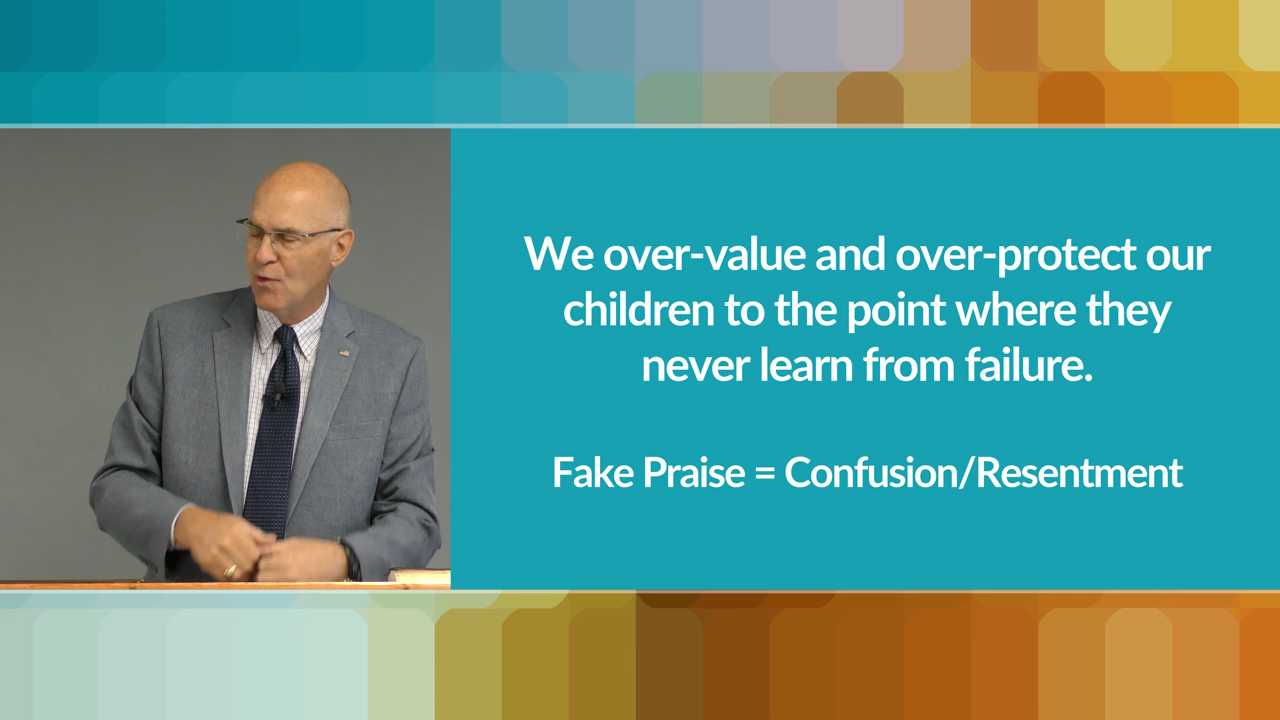 We over-value and over-protect our
children to the point where they
never learn from failure.
Fake Praise = Confusion/Resentment